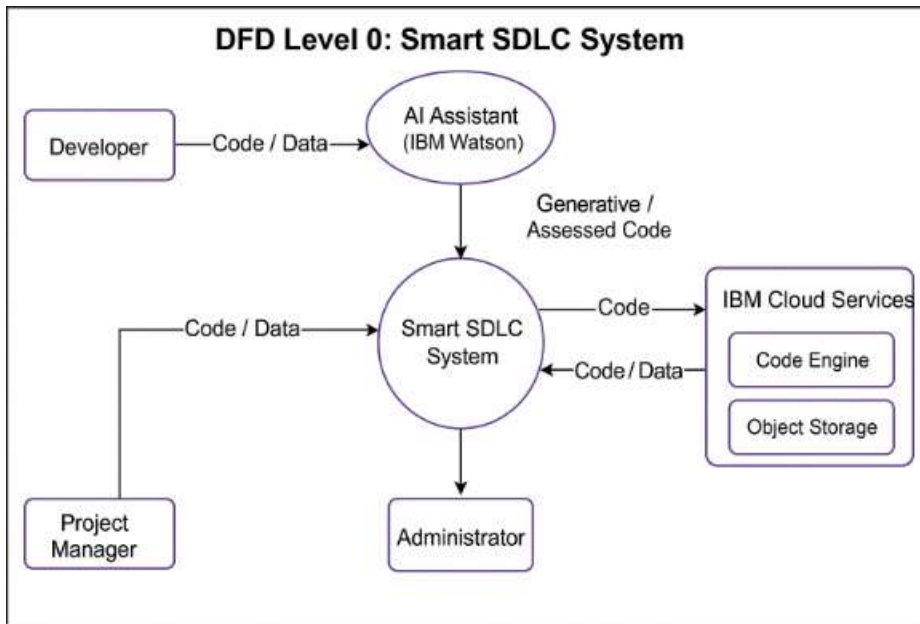 DFD Level 0: Smart SDLC System
AI Assistant
(IBM Watson)
Developer
Code / Data
Generative /
Assessed Code
IBM Cloud Services
Code
Code / Data
Smart SDLC
System
Code / Data
Code Engine
Object Storage
Project
Manager
Administrator